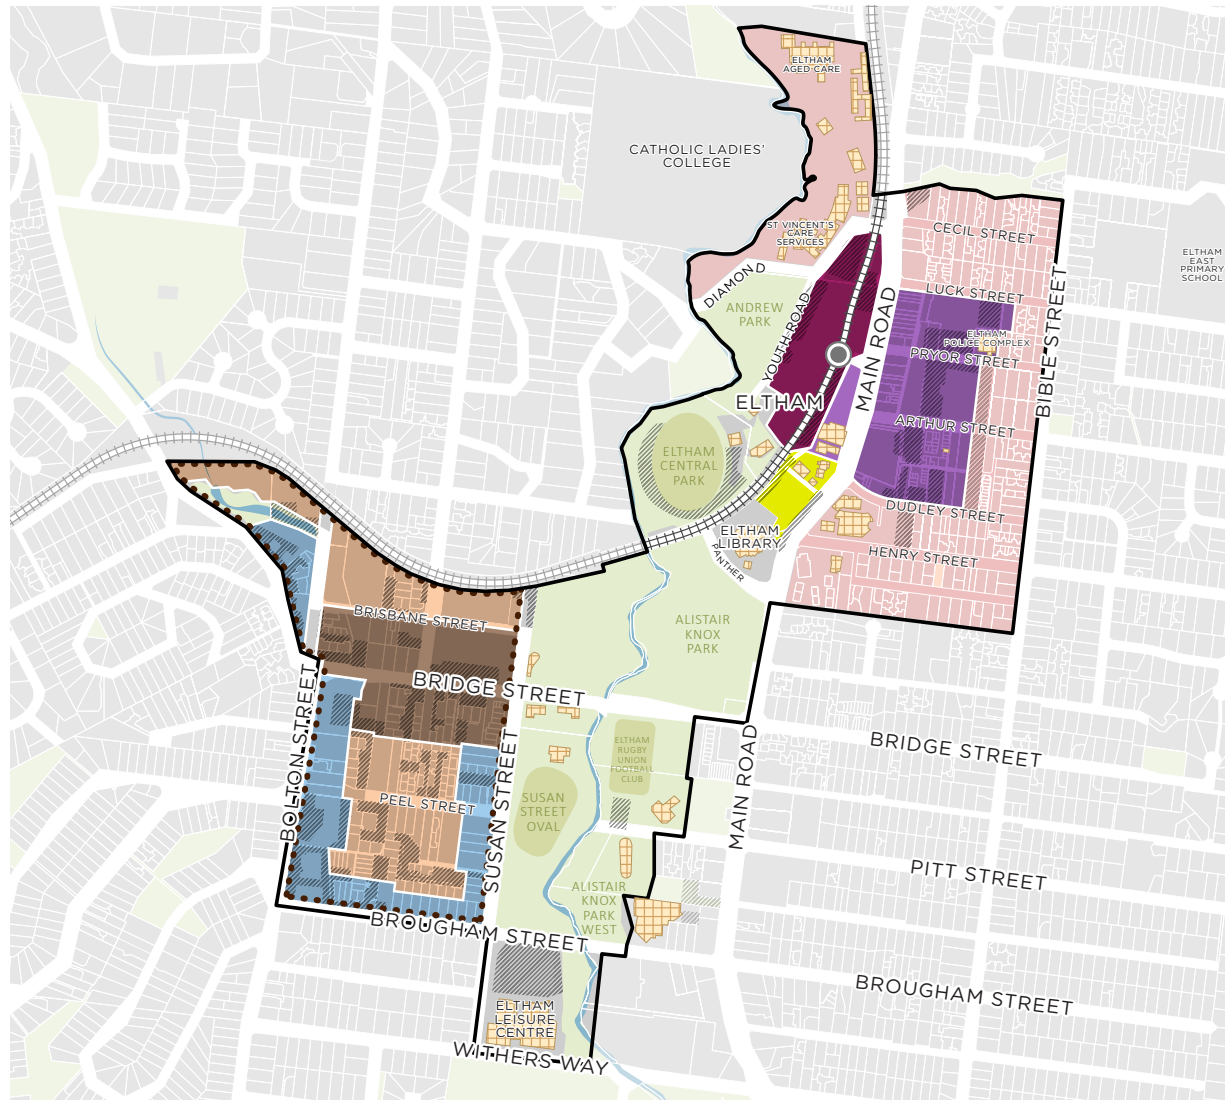 ELTHAM
AGED CARE
CATHOLIC LADIES'
COLLEGE
ST VINCENT'S
CARE
SERVICES
CECIL STREET
ELTHAM
EAST
PRIMARY
SCHOOL
DIAMOND
LUCK STREET
ANDREW
PARK
YOUTH ROAD
MAIN ROAD
BIBLE STREET
ELTHAM
POLICE COMPLEX
PRYOR STREET
ELTHAM
ARTHUR STREET
ELTHAM
CENTRAL
PARK
DUDLEY STREET
ELTHAM
LIBRARY
PANTHER
HENRY STREET
BRISBANE STREET
ALISTAIR
KNOX
PARK
BRIDGE STREET
BOLTON STREET
SUSAN STREET
ELTHAM
RUGBY
UNION
FOOTBALL
CLUB
MAIN ROAD
BRIDGE STREET
PEEL STREET
SUSAN
STREET
OVAL
PITT STREET
ALISTAIR
KNOX
PARK
WEST
BROUGHAM STREET
BROUGHAM STREET
ELTHAM
LEISURE
CENTRE
WITHERS WAY